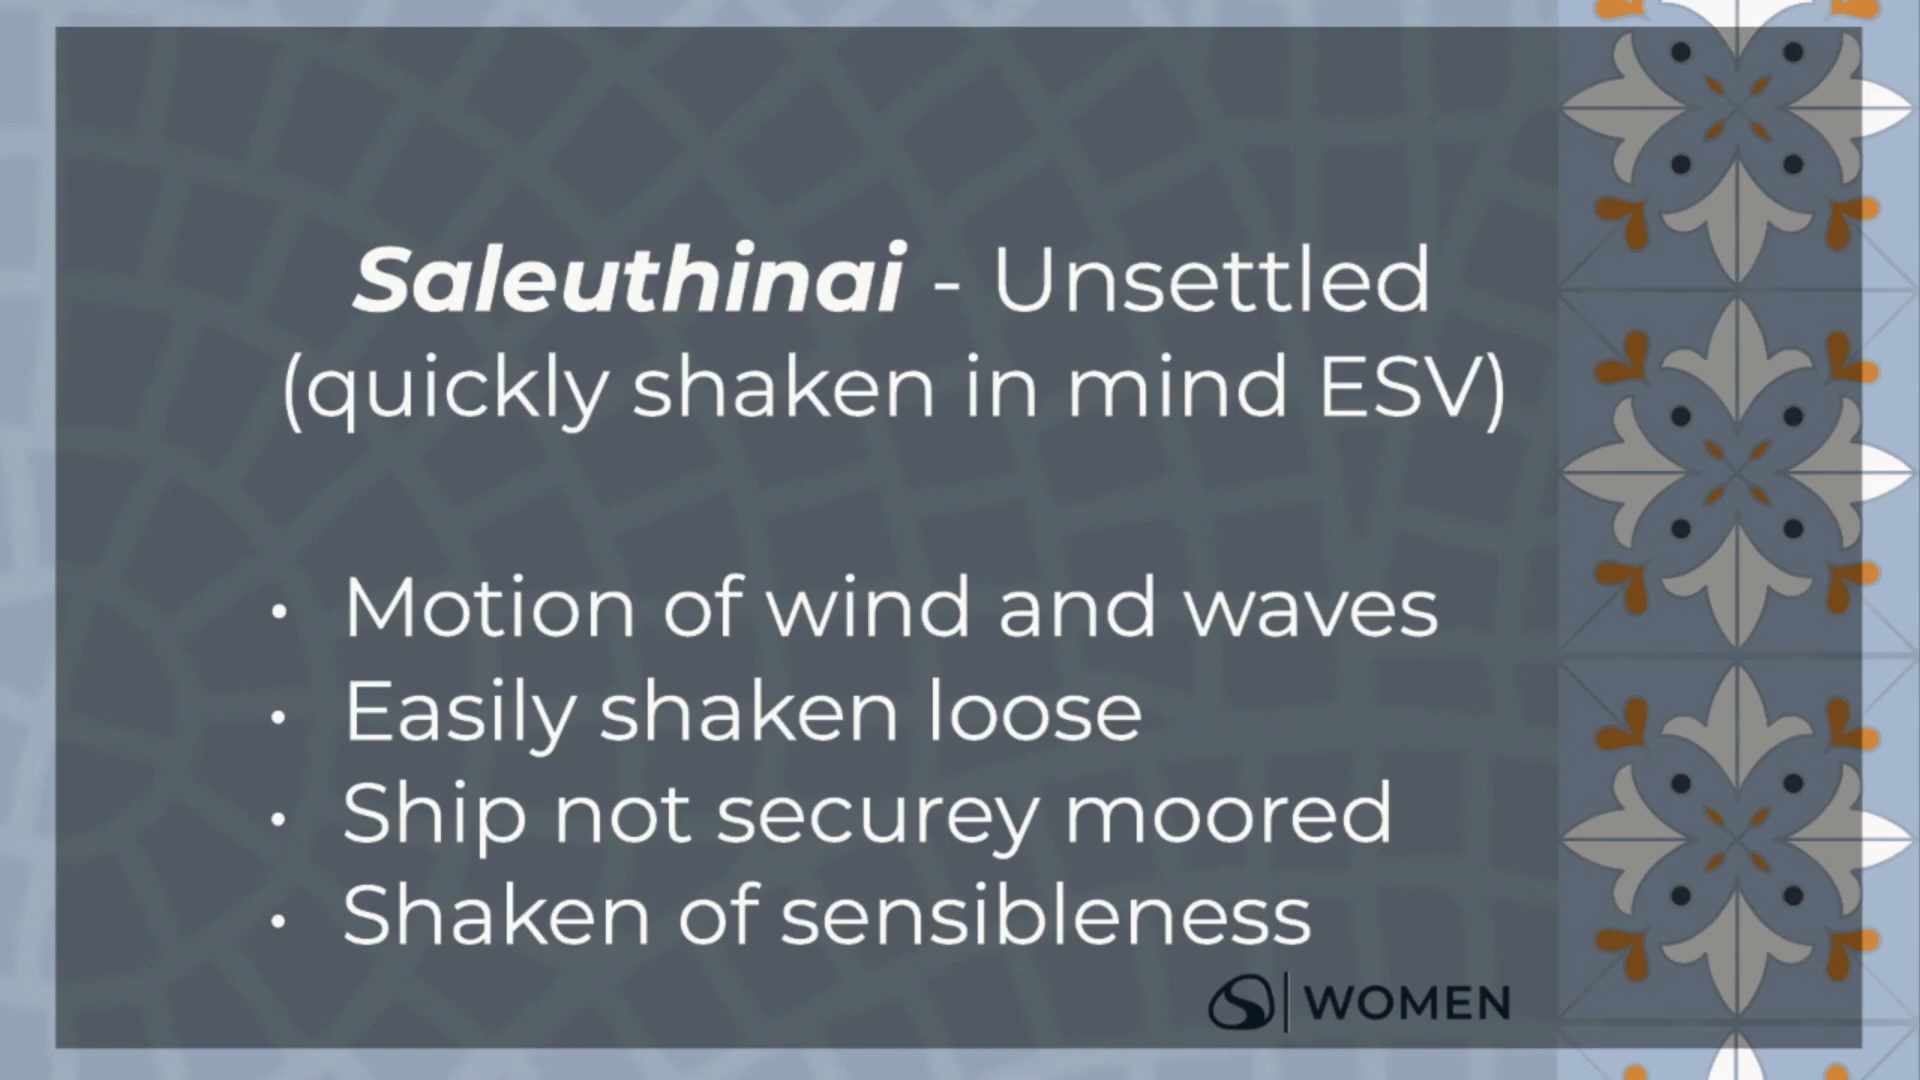 Saleuthinai - Unsettled
(quickly shaken in mind ESV)
• Motion of wind and waves
• Easily shaken loose
• Ship not securey moored
• Shaken of sensibleness
WOMEN